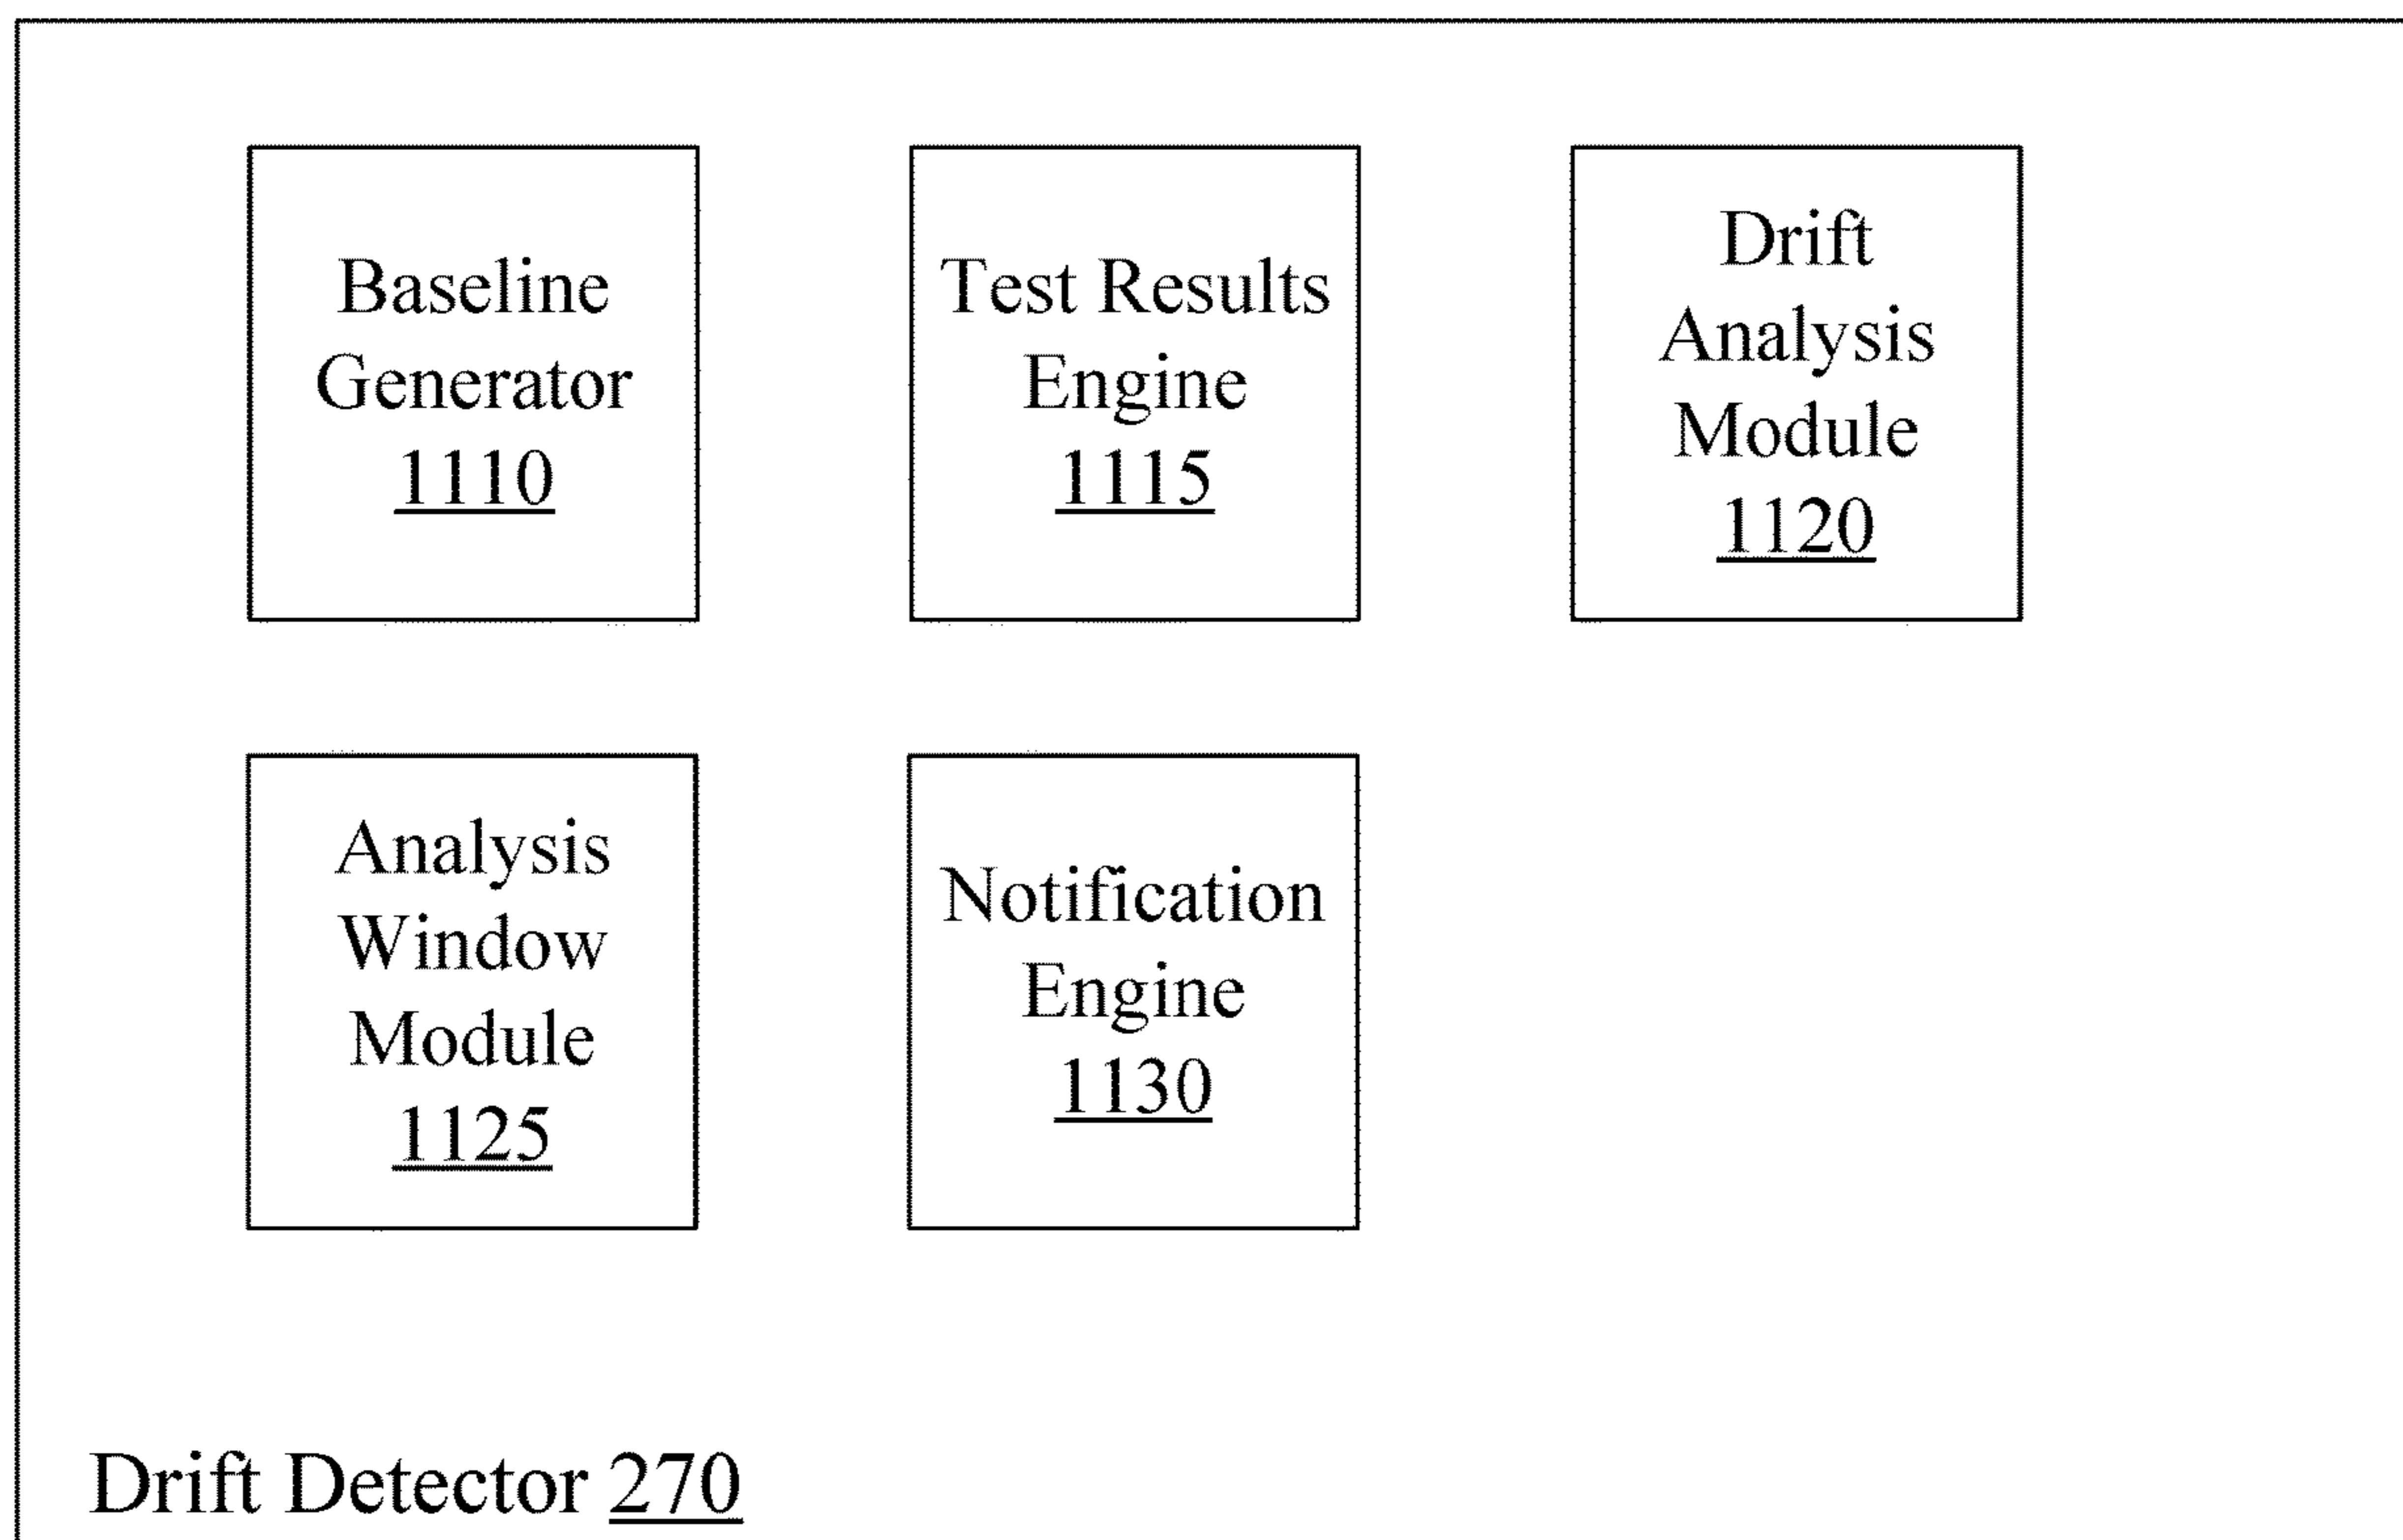 Baseline
Generator
1110
Test Results
Engine
1115
Drift
Analysis
Module
1120
Analysis
Window
Module
1125
Notification
Engine
1130
Drift Detector 270